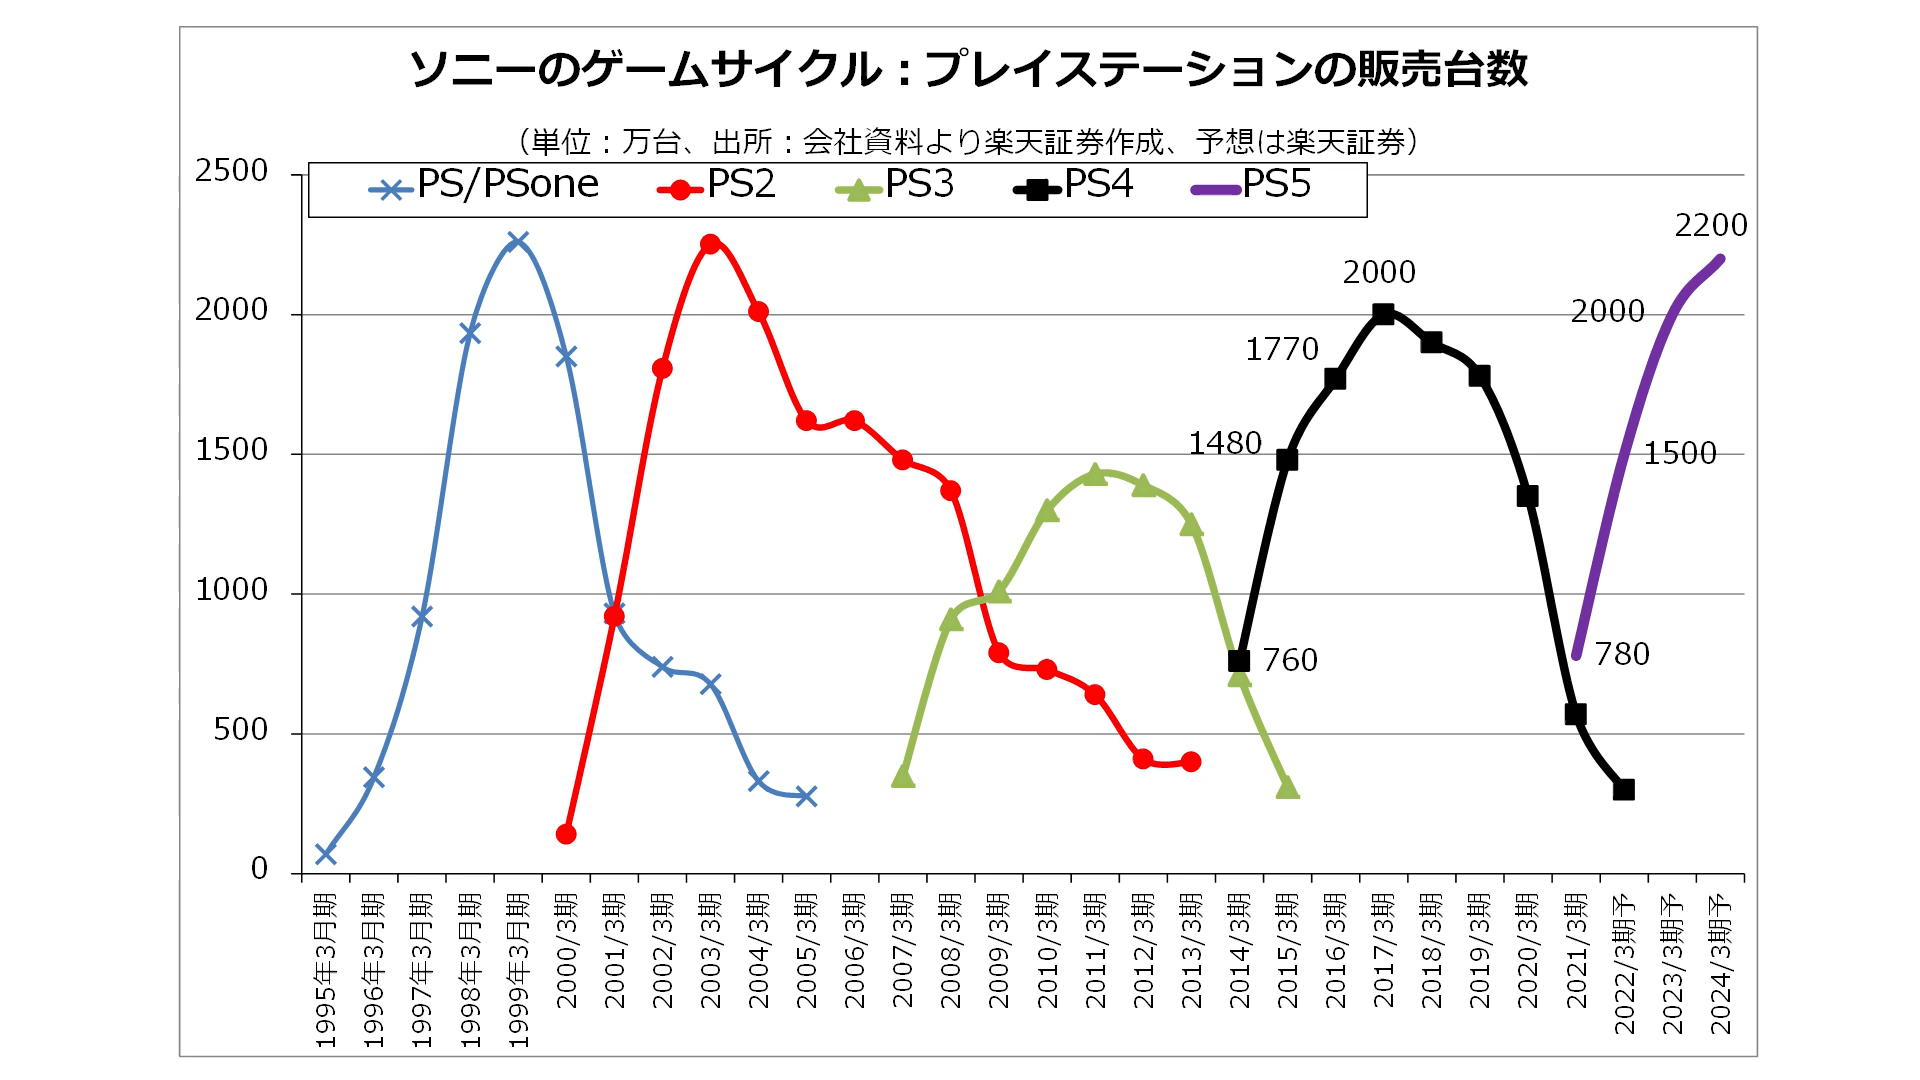 ソニーのゲームサイクル：プレイステーションの販売台数
（単位：万台、出所：会社資料より楽天証券作成、予想は楽天証券）
PS/PSone PS2 PS3 PS4 PS5
2500
2000
1500
1000
500
0
760
1480
1770
2000
780
1500
2000
2200
1995年3月期
1996年3月期
1997年3月期
1998年3月期
1999年3月期
2000/3期
2001/3期
2002/3期
2003/3期
2004/3期
2005/3期
2006/3期
2007/3期
2008/3期
2009/3期
2010/3期
2011/3期
2012/3期
2013/3期
2014/3期
2015/3期
2016/3期
2017/3期
2018/3期
2019/3期
2020/3期
2021/3期
2022/3期予
2023/3期予
2024/3期予